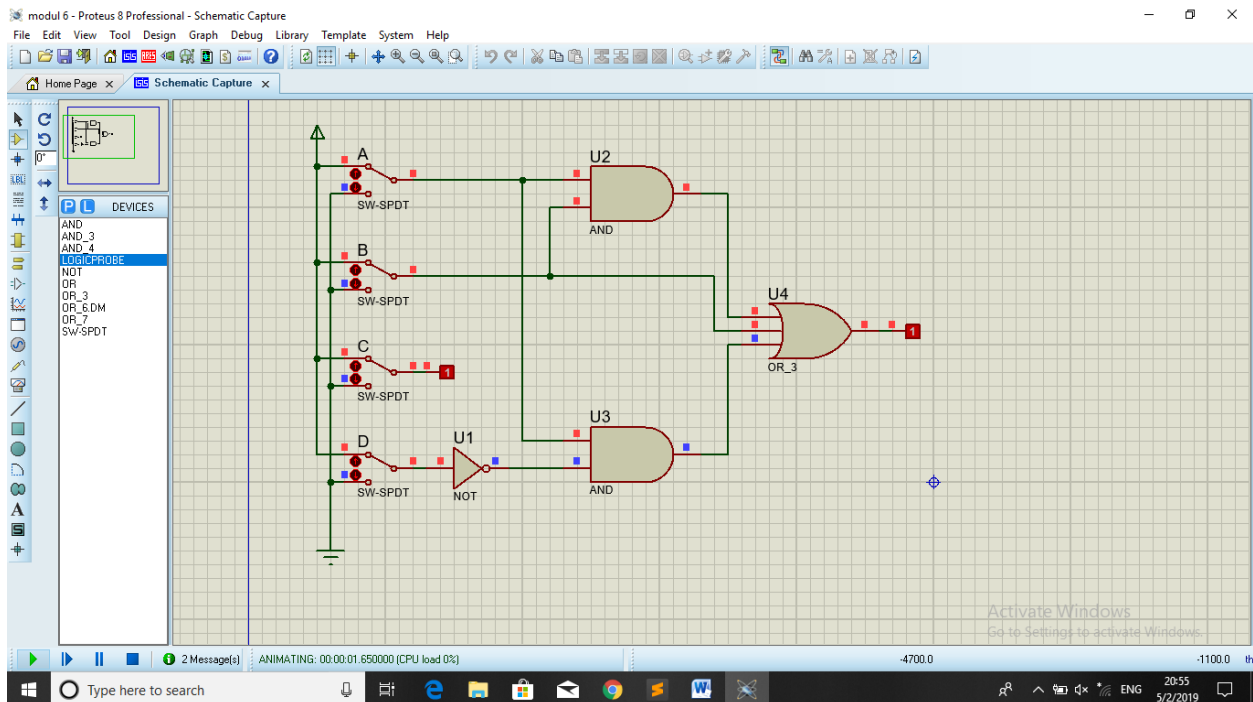 modul 6 - Proteus 8 Professional - Schematic Capture
File Edit View Tool Design Graph Debug Library Template System Help
Home Page x Schematic Capture x
0°
LBL
P L DEVICES
AND
AND_3
AND_4
LOGICPROBE
NOT
OR
OR_3
OR_6.DM
OR_7
SW-SPDT
A
A
S
SW-SPDT
B
SW-SPDT
C
1
SW-SPDT
D
SW-SPDT
U1
NOT
U2
AND
U3
AND
U4
OR_3
1
Activate Windows
Go to Settings to activate Windows.
2 Message(s) ANIMATING: 00:00:01.650000 (CPU load 0%) -4700.0 -1100.0 th
Type here to search
ENG
20:55
5/2/2019